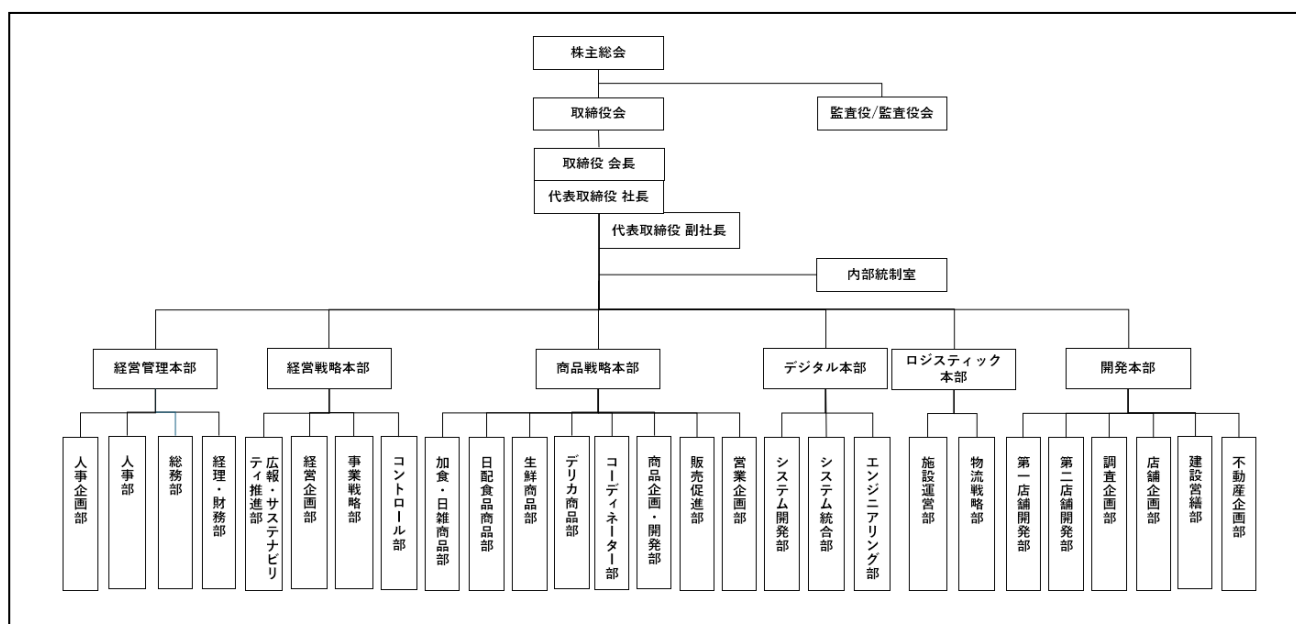 株主総会
取締役会
監査役/監査役会
取締役 会長
代表取締役 社長
代表取締役 副社長
内部統制室
経営管理本部
経営戦略本部
商品戦略本部
デジタル本部
ロジスティック
本部
開発本部
人事企画部
人事部
総務部
経理・財務部
広報・サステナビリ
ティ推進部
経営企画部
事業戦略部
コントロール部
加食・日雑商品部
日配食品商品部
生鮮商品部
デリカ商品部
コーディネーター部
商品企画・開発部
販売促進部
営業企画部
システム開発部
システム統合部
エンジニアリング部
施設運営部
物流戦略部
第一店舗開発部
第二店舗開発部
調査企画部
店舗企画部
建設営繕部
不動産企画部